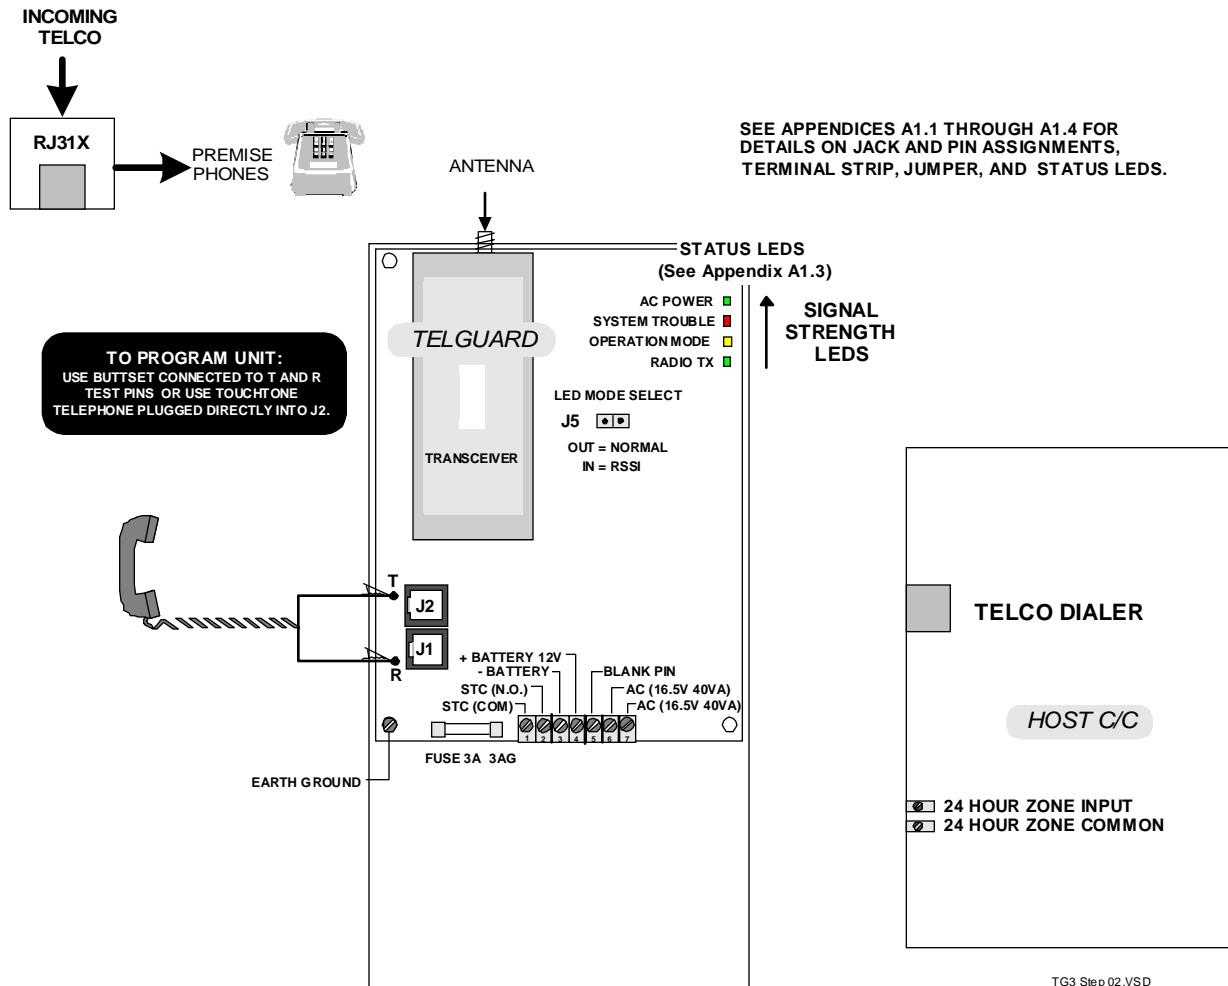 INCOMING
TELCO
RJ31X
PREMISE
PHONES
ANTENNA
SEE APPENDICES A1.1 THROUGH A1.4 FOR
DETAILS ON JACK AND PIN ASSIGNMENTS,
TERMINAL STRIP, JUMPER, AND STATUS LEDS.
STATUS LEDS
(See Appendix A1.3)
AC POWER
SYSTEM TROUBLE
OPERATION MODE
RADIO TX
SIGNAL
STRENGTH
LEDS
TELGUARD
TRANSCEIVER
LED MODE SELECT
J5
OUT = NORMAL
IN = RSSI
TO PROGRAM UNIT:
USE BUTTSET CONNECTED TO T AND R
TEST PINS OR USE TOUCHTONE
TELEPHONE PLUGGED DIRECTLY INTO J2.
T
J2
J1
R
+ BATTERY 12V
- BATTERY
STC (N.O.)
STC (COM)
BLANK PIN
AC (16.5V 40VA)
AC (16.5V 40VA)
1 2 3 4 5 6 7
FUSE 3A 3AG
EARTH GROUND
TELCO DIALER
HOST C/C
24 HOUR ZONE INPUT
24 HOUR ZONE COMMON
TG3 Step 02.VSD